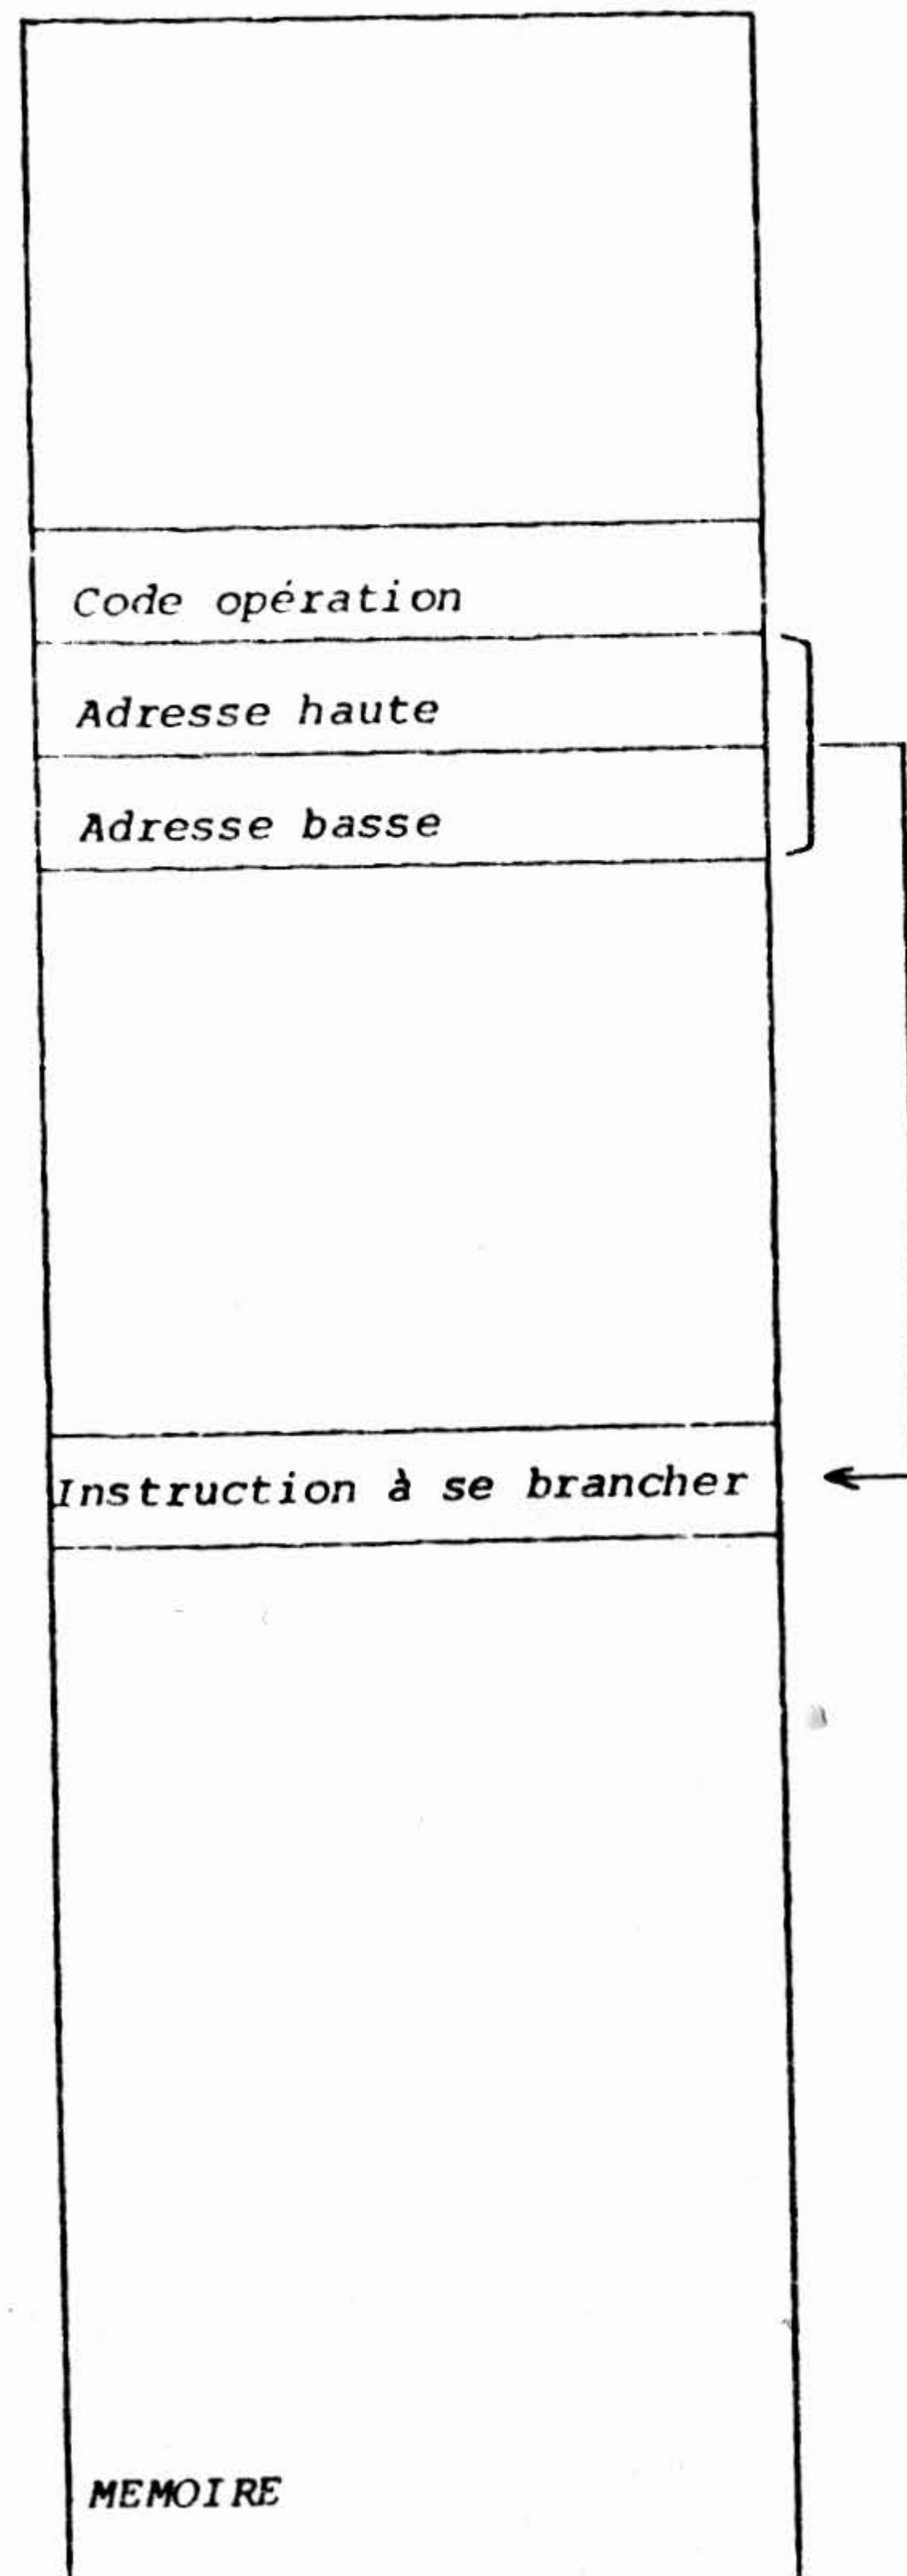 Code opération
Adresse haute
Adresse basse
Instruction à se brancher
MEMOIRE